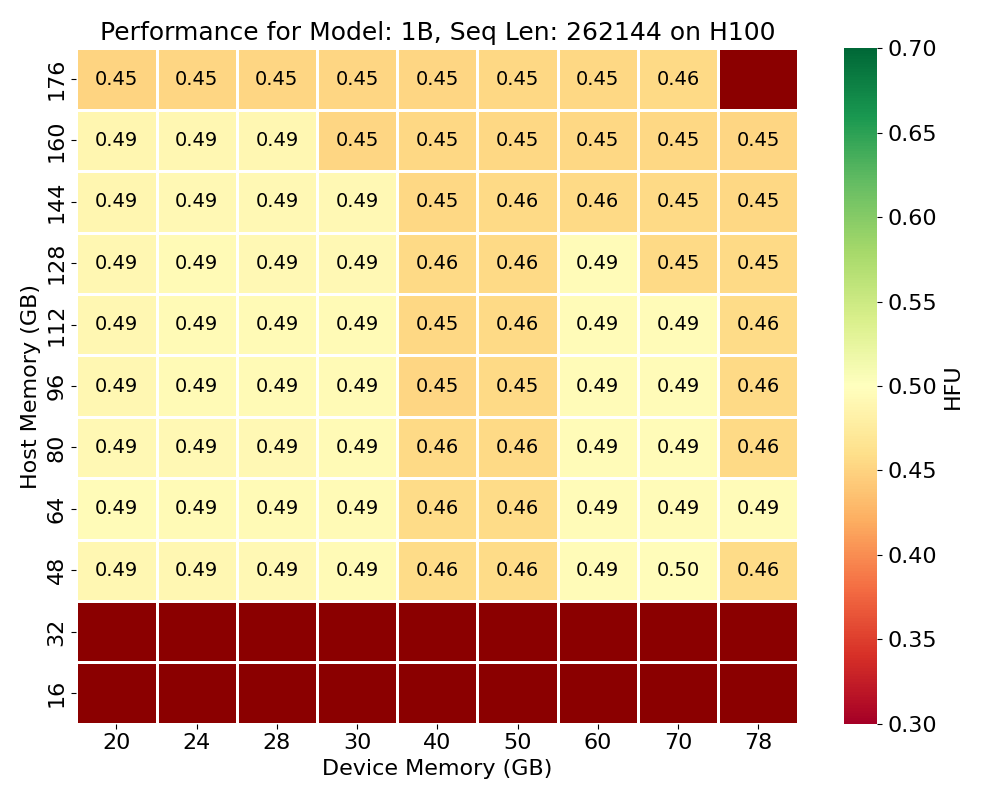 Performance for Model: 1B, Seq Len: 262144 on H100
176 0.45 0.45 0.45 0.45 0.45 0.45 0.45 0.46
160 0.49 0.49 0.49 0.45 0.45 0.45 0.45 0.45 0.45
144 0.49 0.49 0.49 0.49 0.45 0.46 0.46 0.45 0.45
128 0.49 0.49 0.49 0.49 0.46 0.46 0.49 0.45 0.45
112 0.49 0.49 0.49 0.49 0.45 0.46 0.49 0.49 0.46
96 0.49 0.49 0.49 0.49 0.45 0.45 0.49 0.49 0.46
80 0.49 0.49 0.49 0.49 0.46 0.46 0.49 0.49 0.46
64 0.49 0.49 0.49 0.49 0.46 0.46 0.49 0.49 0.49
48 0.49 0.49 0.49 0.49 0.46 0.46 0.49 0.50 0.46
32
16
20 24 28 30 40 50 60 70 78
Device Memory (GB)
Host Memory (GB)
0.70
0.65
0.60
0.55
0.50
0.45
0.40
0.35
0.30
HFU